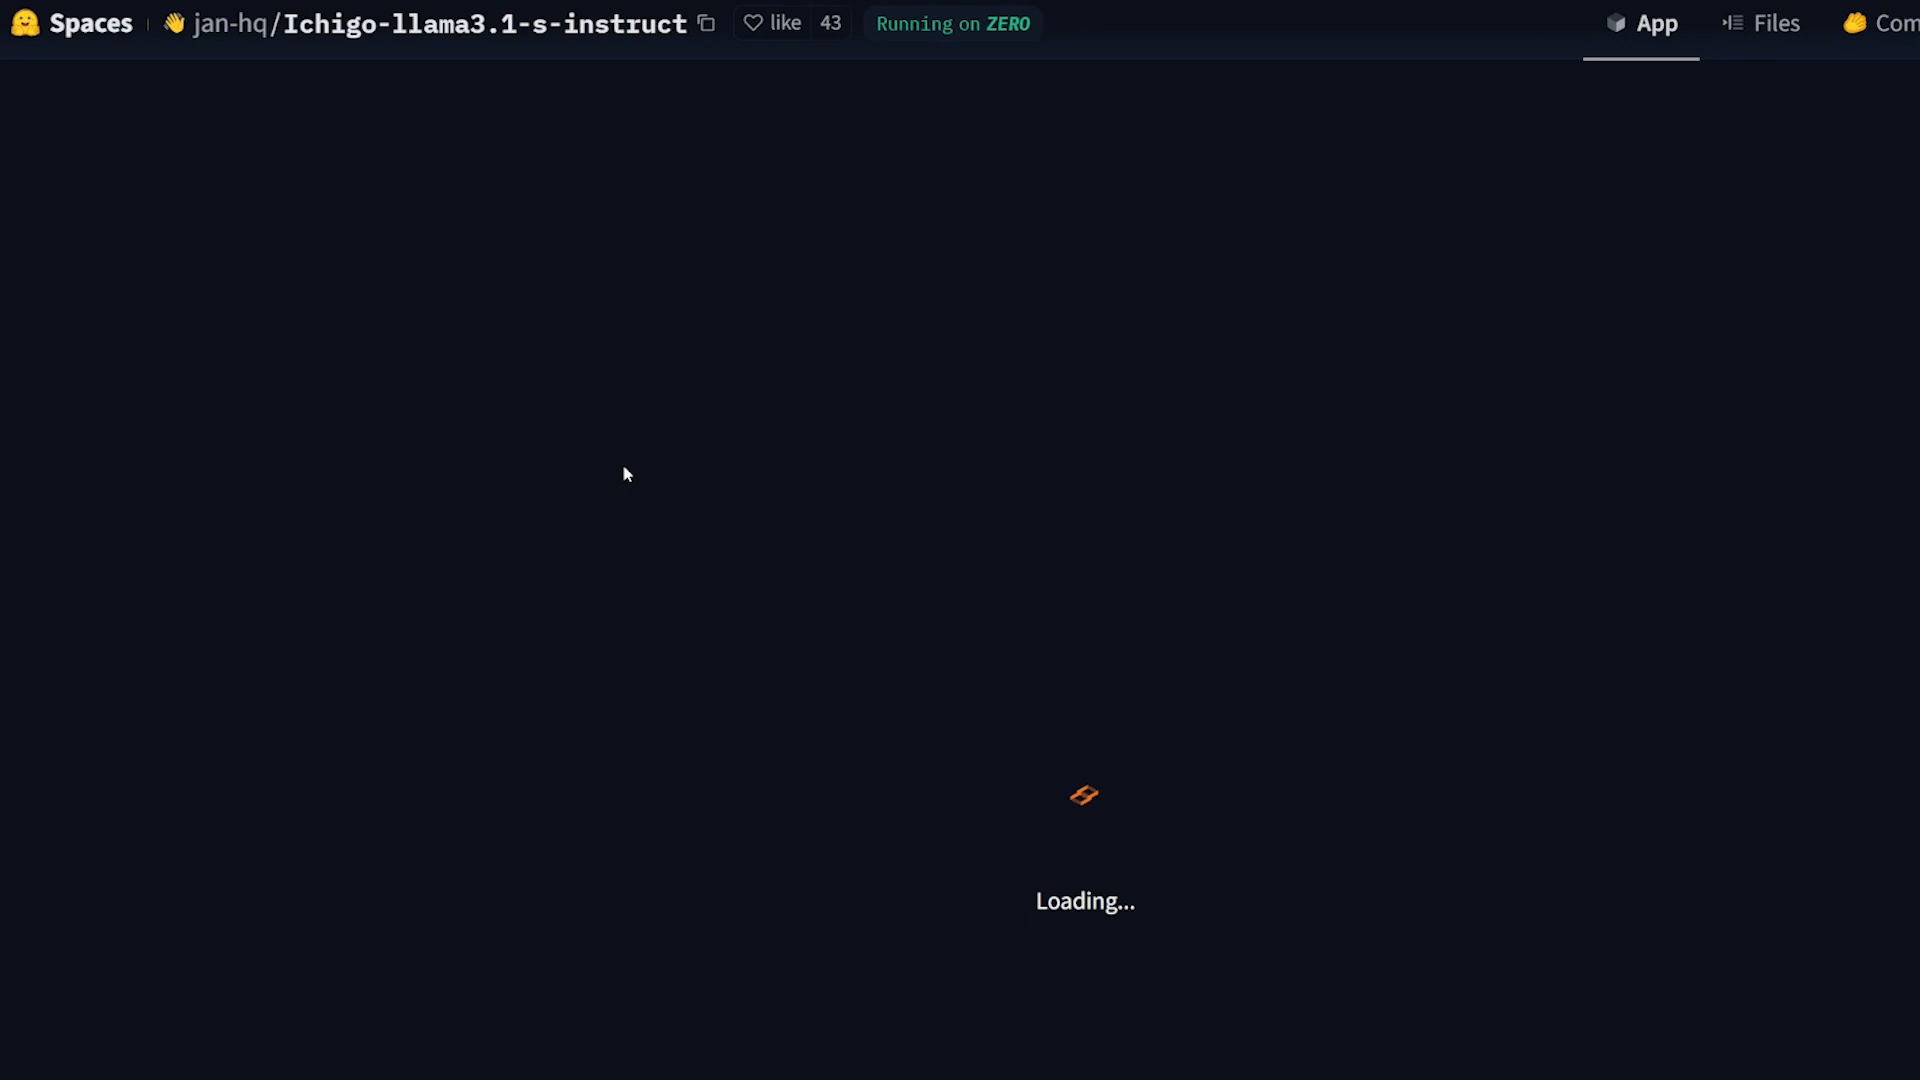 Spaces jan-hq/Ichigo-llama3.1-s-instruct like 43 Running on ZERO App Files
Loading...